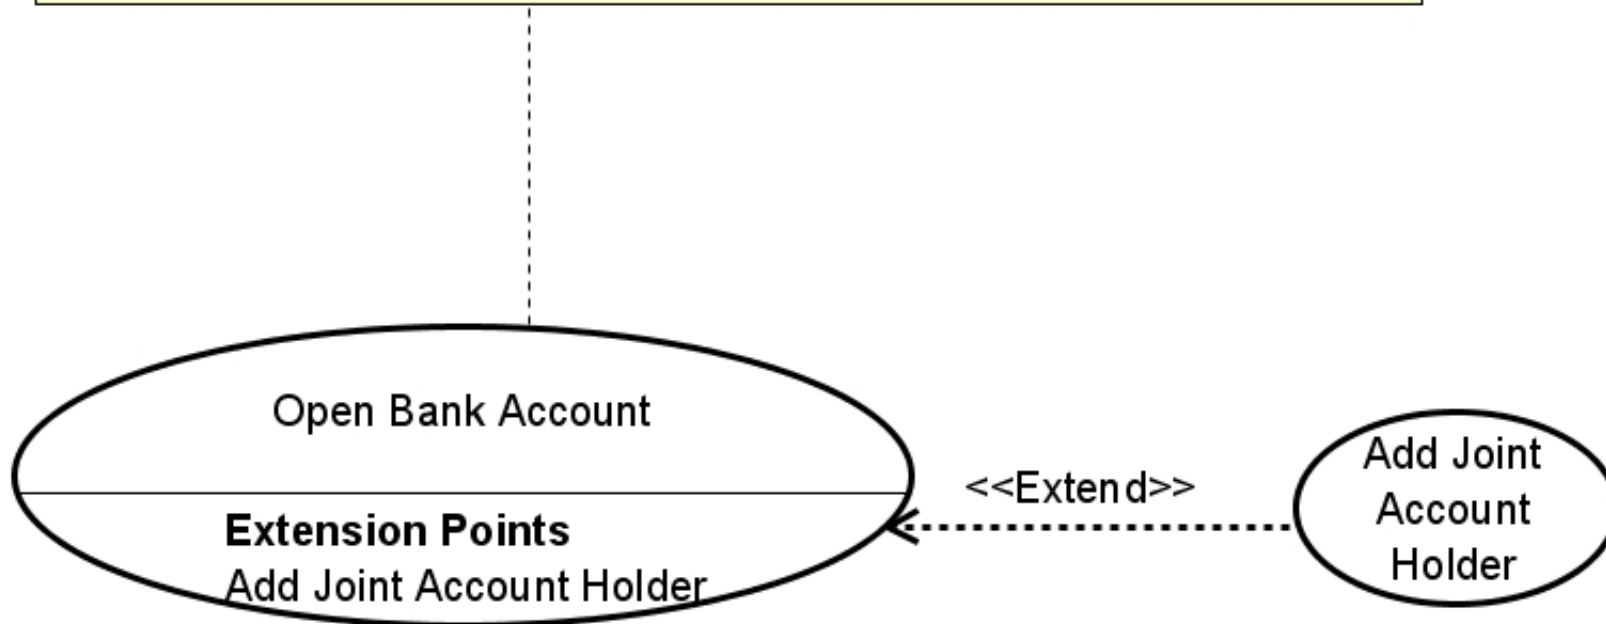 Open Bank Account
Extension Points
Add Joint Account Holder
<<Extend>>
Add Joint
Account
Holder